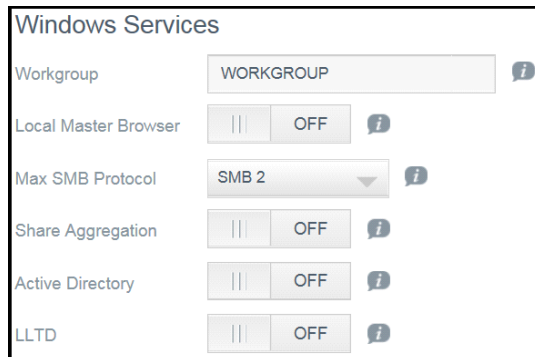 Windows Services
Workgroup WORKGROUP
Local Master Browser OFF
Max SMB Protocol SMB 2
Share Aggregation OFF
Active Directory OFF
LLTD OFF